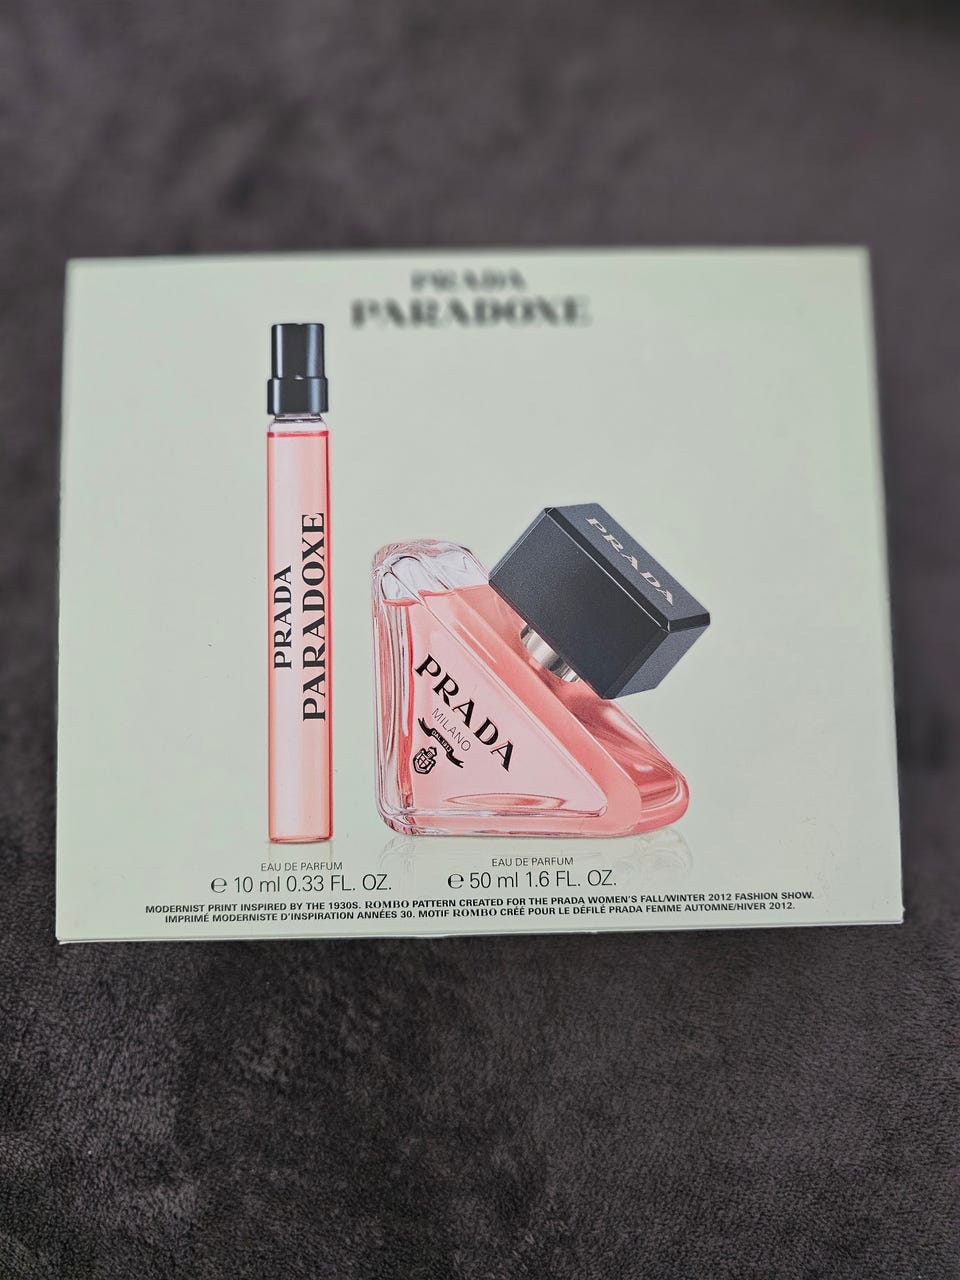 PRADA
PARADOXE
PRADA
PARADOXE
PRADA
PRADA
MILANO
DAL 1913
EAU DE PARFUM
℮ 10 ml 0.33 FL. OZ.
EAU DE PARFUM
℮ 50 ml 1.6 FL. OZ.
MODERNIST PRINT INSPIRED BY THE 1930S. ROMBO PATTERN CREATED FOR THE PRADA WOMEN'S FALL/WINTER 2012 FASHION SHOW.
IMPRIMÉ MODERNISTE D'INSPIRATION ANNÉES 30. MOTIF ROMBO CRÉÉ POUR LE DÉFILÉ PRADA FEMME AUTOMNE/HIVER 2012.